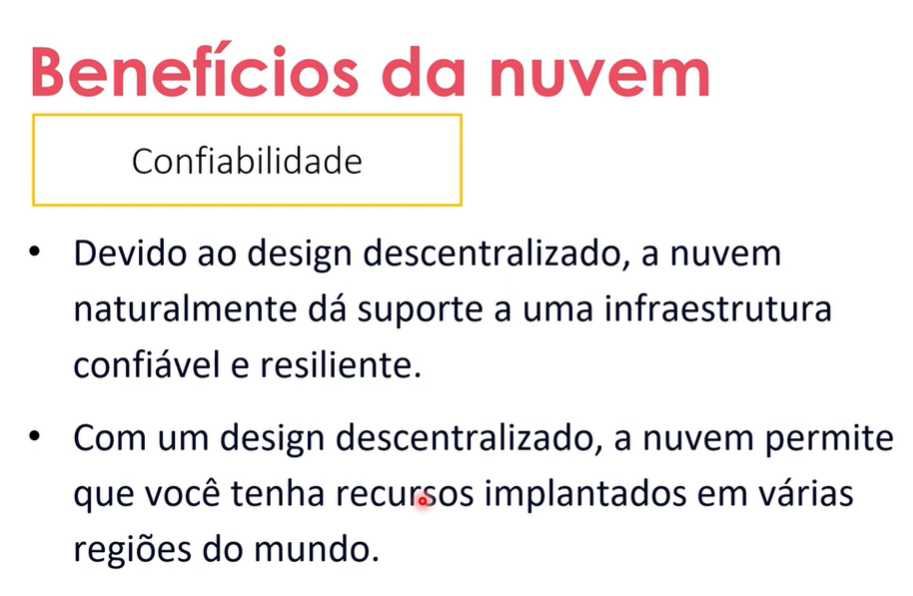 Benefícios da nuvem
Confiabilidade
• Devido ao design descentralizado, a nuvem
naturalmente dá suporte a uma infraestrutura
confiável e resiliente.
• Com um design descentralizado, a nuvem permite
que você tenha recursos implantados em várias
regiões do mundo.